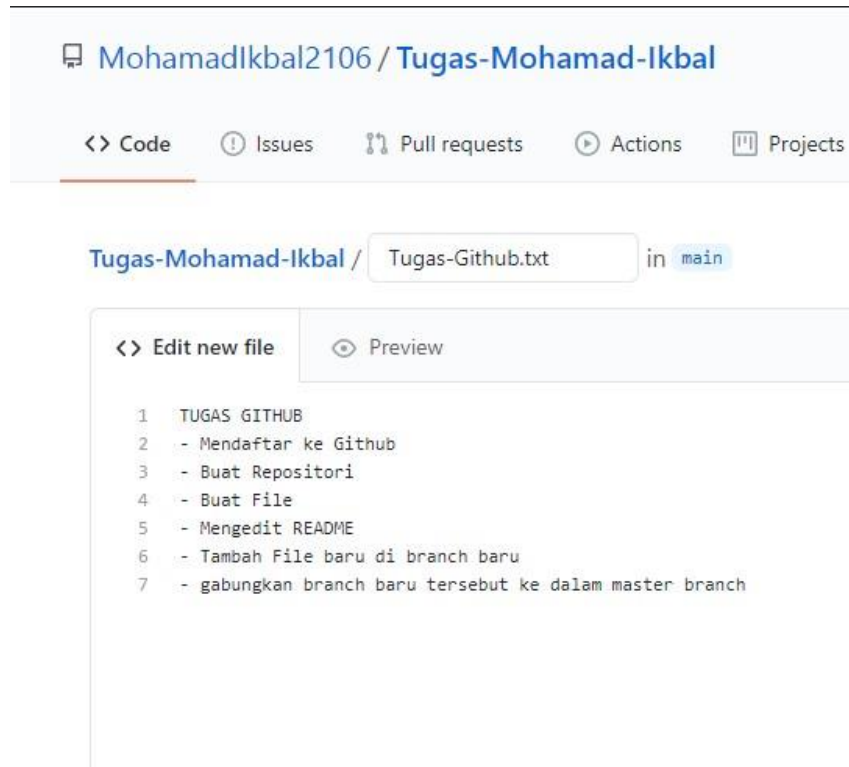 MohamadIkbal2106 / Tugas-Mohamad-Ikbal
Code Issues Pull requests Actions Projects
Tugas-Mohamad-Ikbal / Tugas-Github.txt in main
Edit new file Preview
1 TUGAS GITHUB
2 - Mendaftar ke Github
3 - Buat Repositori
4 - Buat File
5 - Mengedit README
6 - Tambah File baru di branch baru
7 - gabungkan branch baru tersebut ke dalam master branch